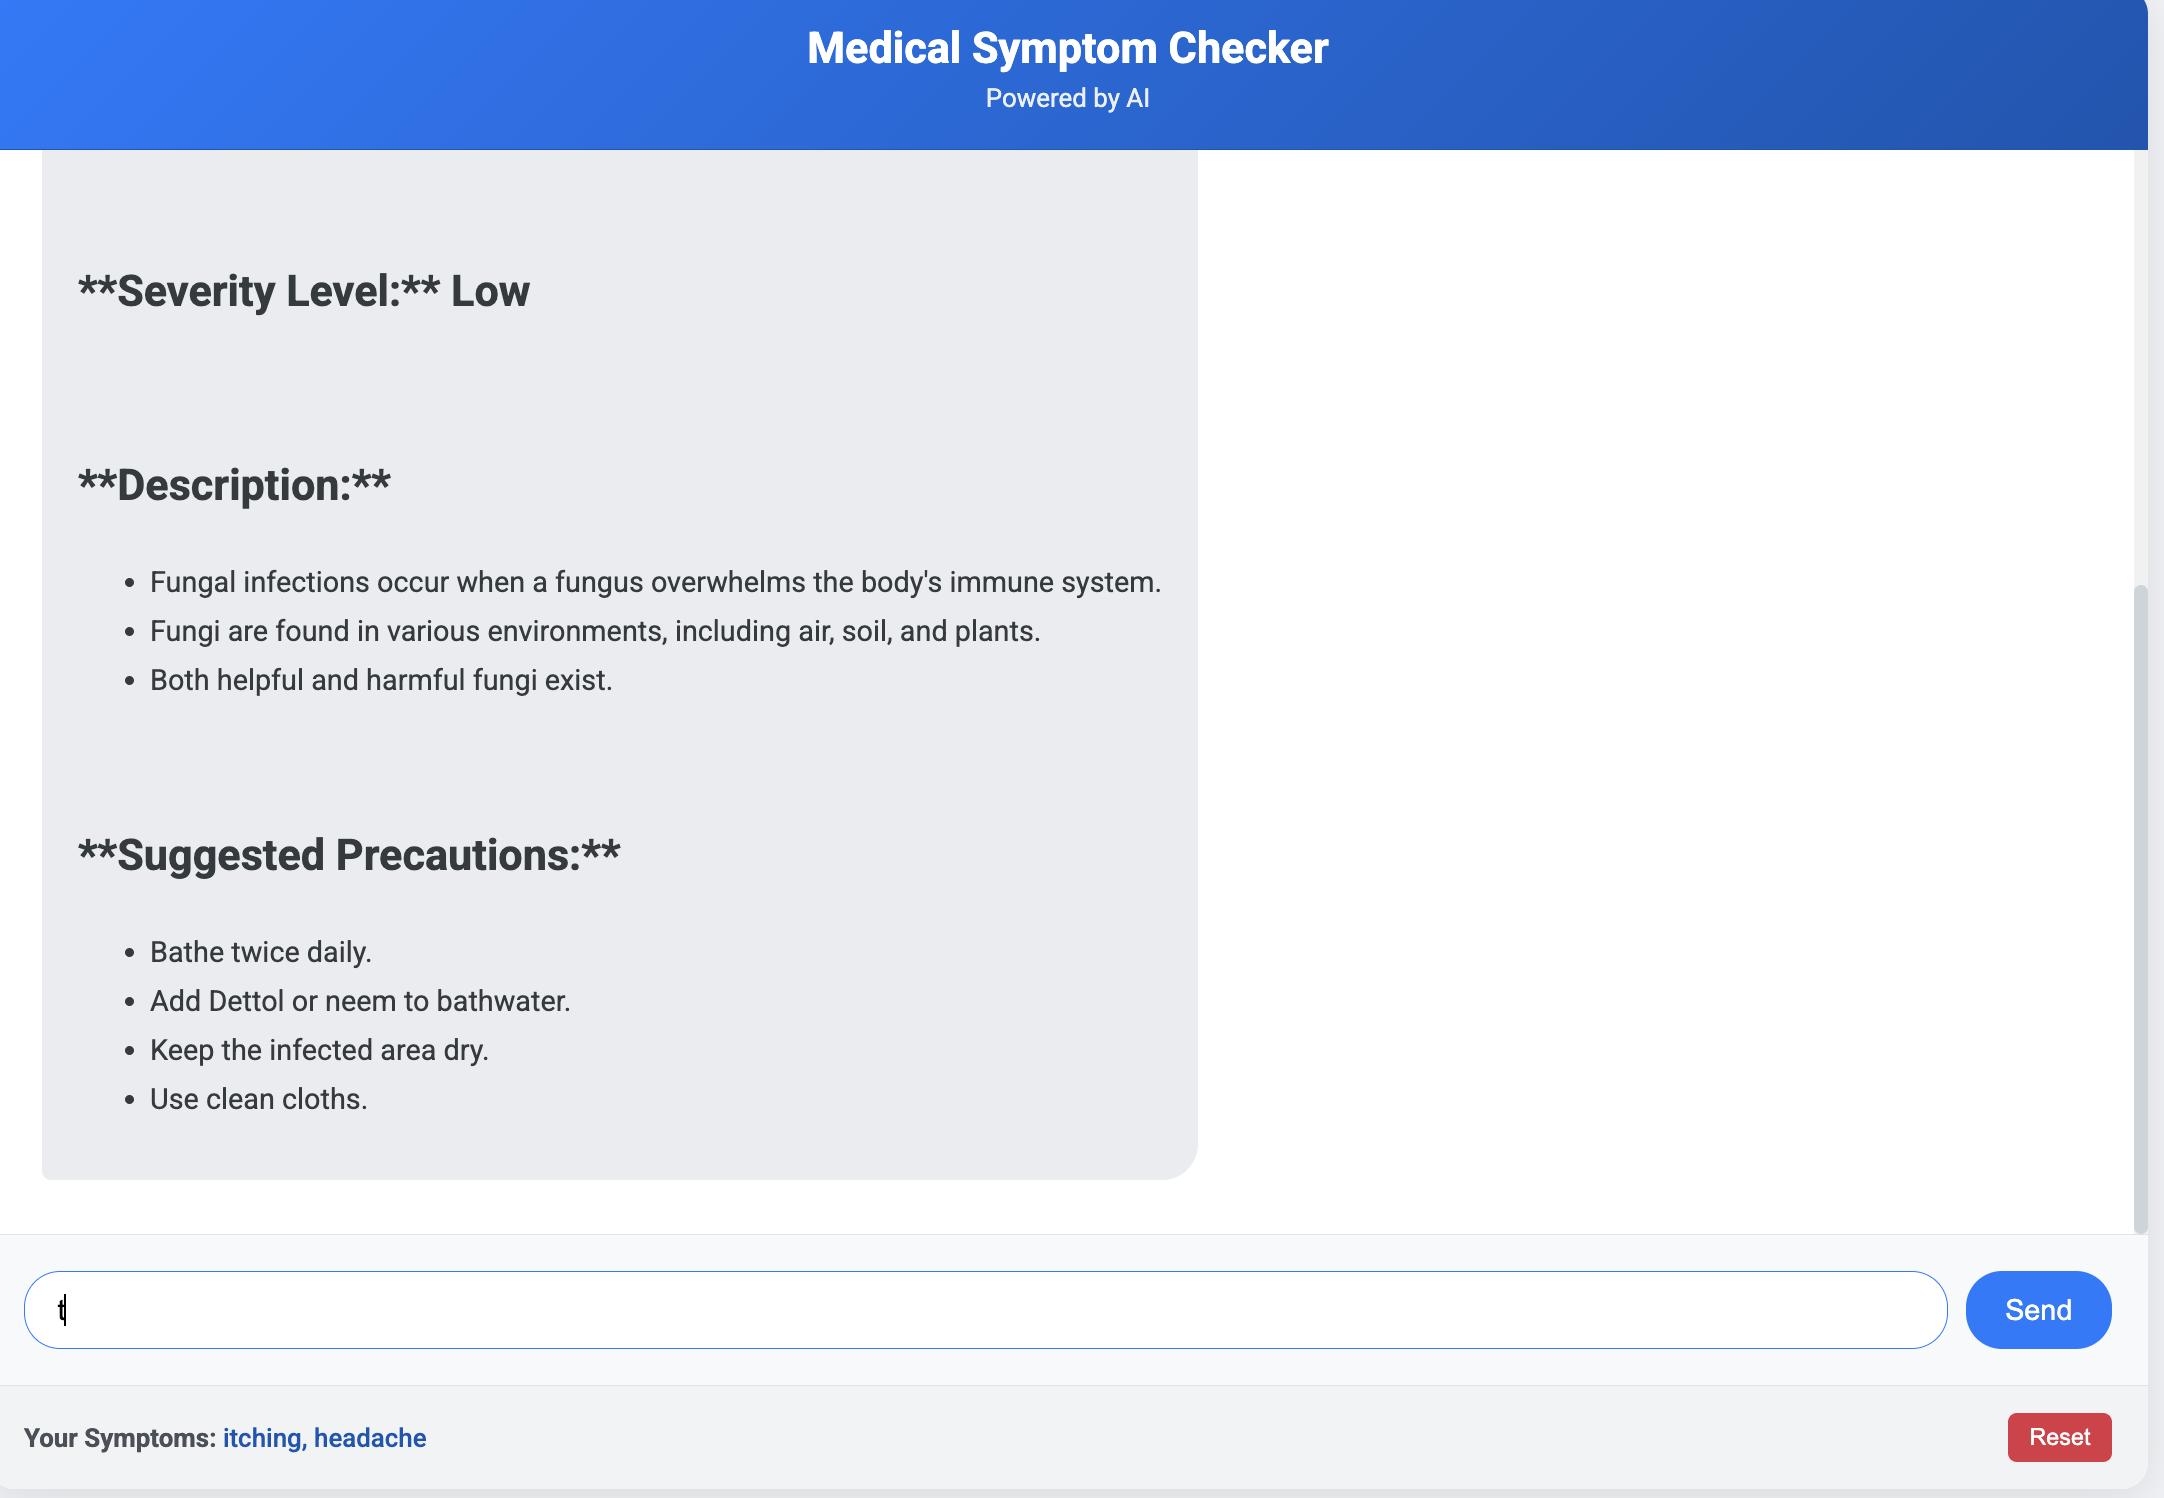 Medical Symptom Checker
Powered by AI
**Severity Level:** Low
**Description:**
• Fungal infections occur when a fungus overwhelms the body's immune system.
• Fungi are found in various environments, including air, soil, and plants.
• Both helpful and harmful fungi exist.
**Suggested Precautions:**
• Bathe twice daily.
• Add Dettol or neem to bathwater.
• Keep the infected area dry.
• Use clean cloths.
t
Send
Your Symptoms: itching, headache
Reset